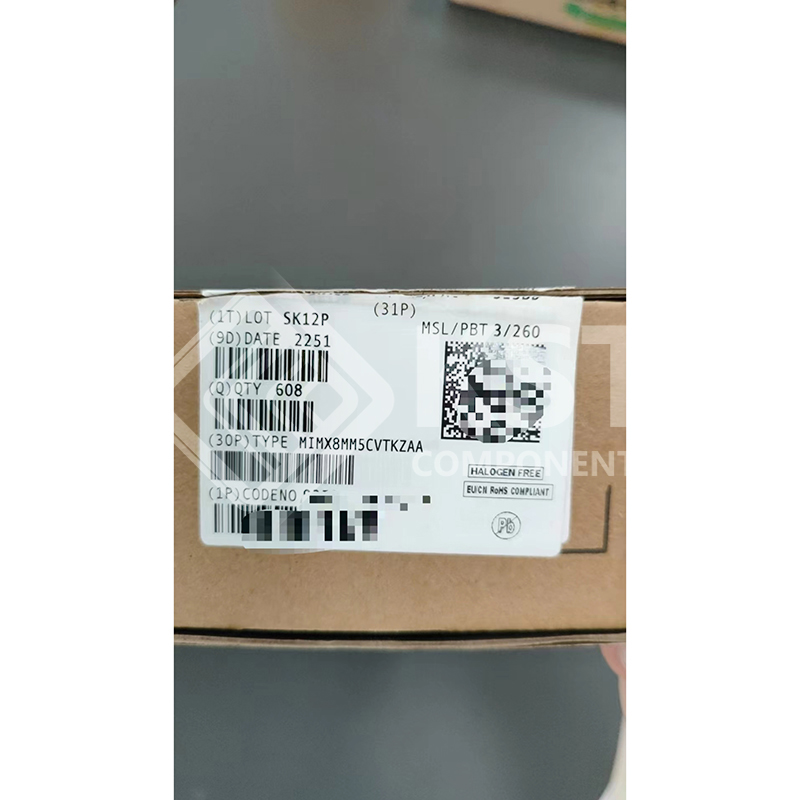 (31P)
(1T)LOT SK12P
MSL/PBT 3/260
(9D)DATE 2251
(Q)QTY 608
(30P)TYPE MIMX8MM5CVTKZAA
COMPONENT
HALOGEN FREE
(1P)CODENO
EU/CN RoHS COMPLIANT
Pb